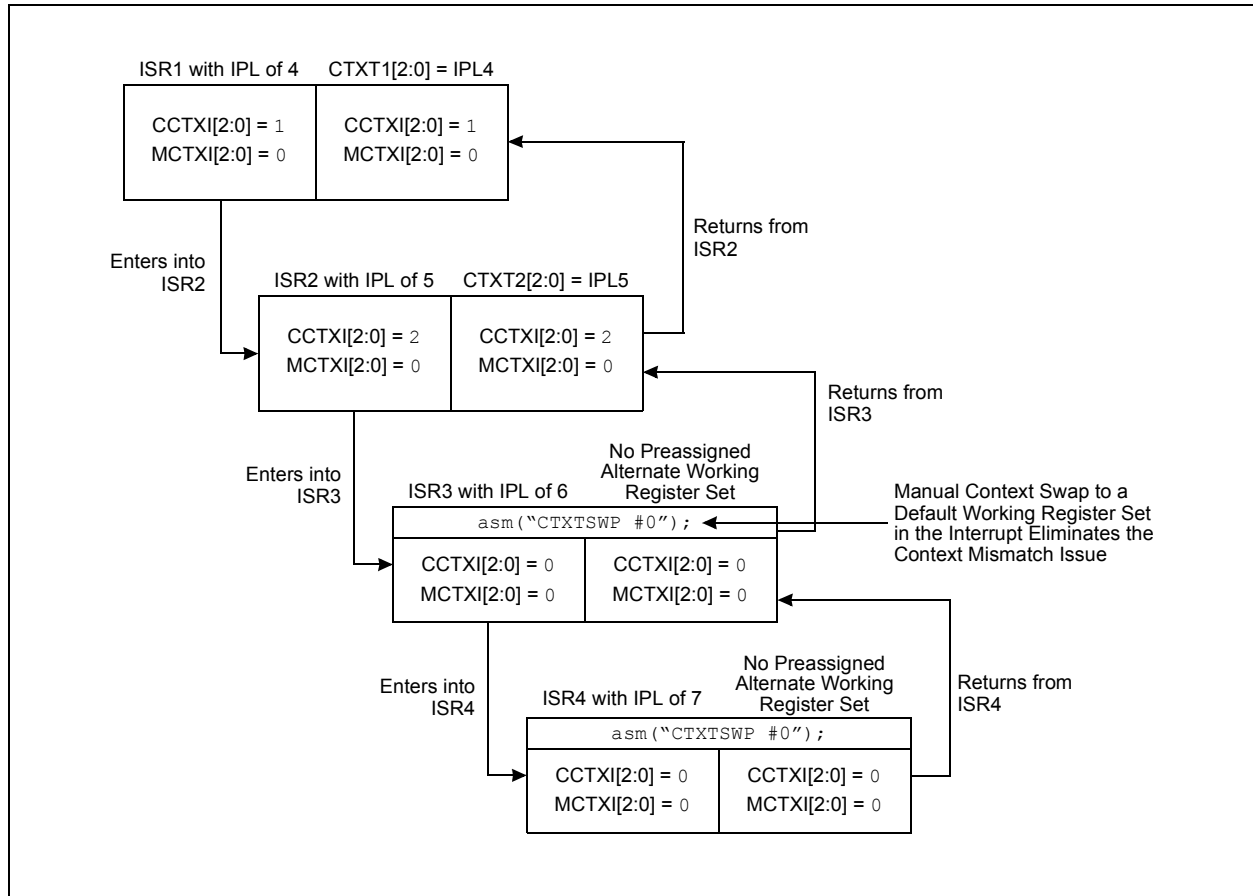 ISR1 with IPL of 4
CTXT1[2:0] = IPL4
CCTXI[2:0] = 1
MCTXI[2:0] = 0
CCTXI[2:0] = 1
MCTXI[2:0] = 0
Enters into
ISR2
Returns from
ISR2
ISR2 with IPL of 5
CTXT2[2:0] = IPL5
CCTXI[2:0] = 2
MCTXI[2:0] = 0
CCTXI[2:0] = 2
MCTXI[2:0] = 0
Enters into
ISR3
Returns from
ISR3
ISR3 with IPL of 6
No Preassigned
Alternate Working
Register Set
asm(“CTXTSWP #0”);
Manual Context Swap to a
Default Working Register Set
in the Interrupt Eliminates the
Context Mismatch Issue
CCTXI[2:0] = 0
MCTXI[2:0] = 0
CCTXI[2:0] = 0
MCTXI[2:0] = 0
Enters into
ISR4
Returns from
ISR4
ISR4 with IPL of 7
No Preassigned
Alternate Working
Register Set
asm(“CTXTSWP #0”);
CCTXI[2:0] = 0
MCTXI[2:0] = 0
CCTXI[2:0] = 0
MCTXI[2:0] = 0